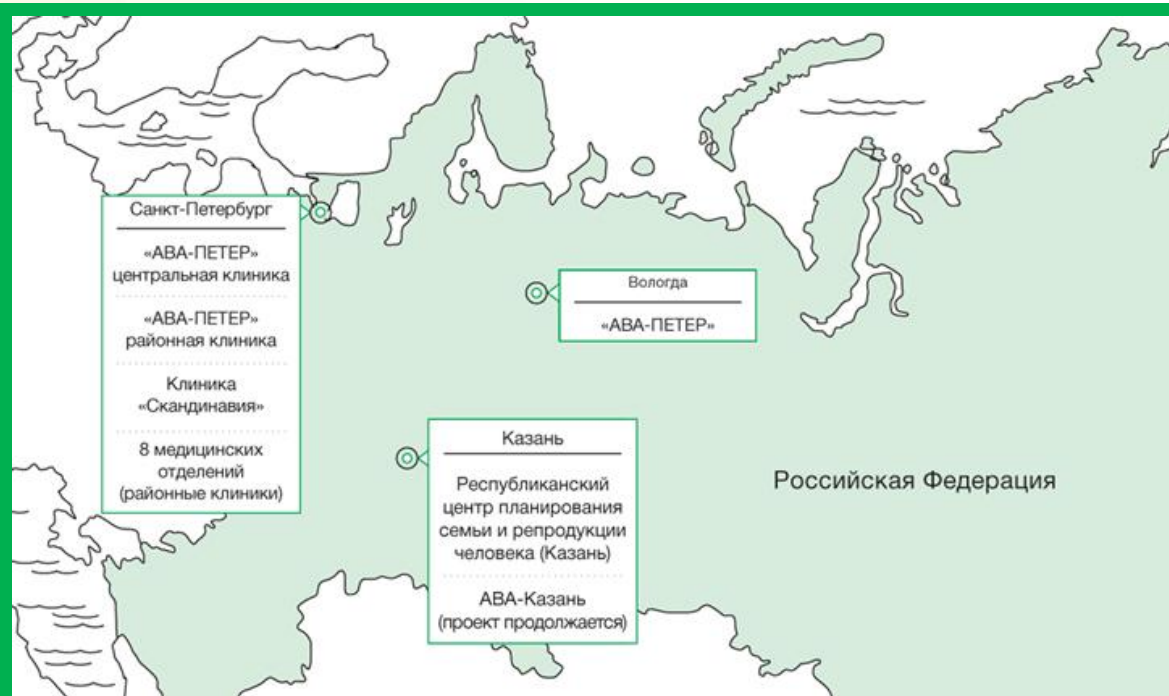 Санкт-Петербург
«АВА-ПЕТЕР»
центральная клиника
«АВА-ПЕТЕР»
районная клиника
Клиника
«Скандинавия»
8 медицинских
отделений
(районные клиники)
Вологда
«АВА-ПЕТЕР»
Казань
Республиканский
центр планирования
семьи и репродукции
человека (Казань)
АВА-Казань
(проект продолжается)
Российская Федерация